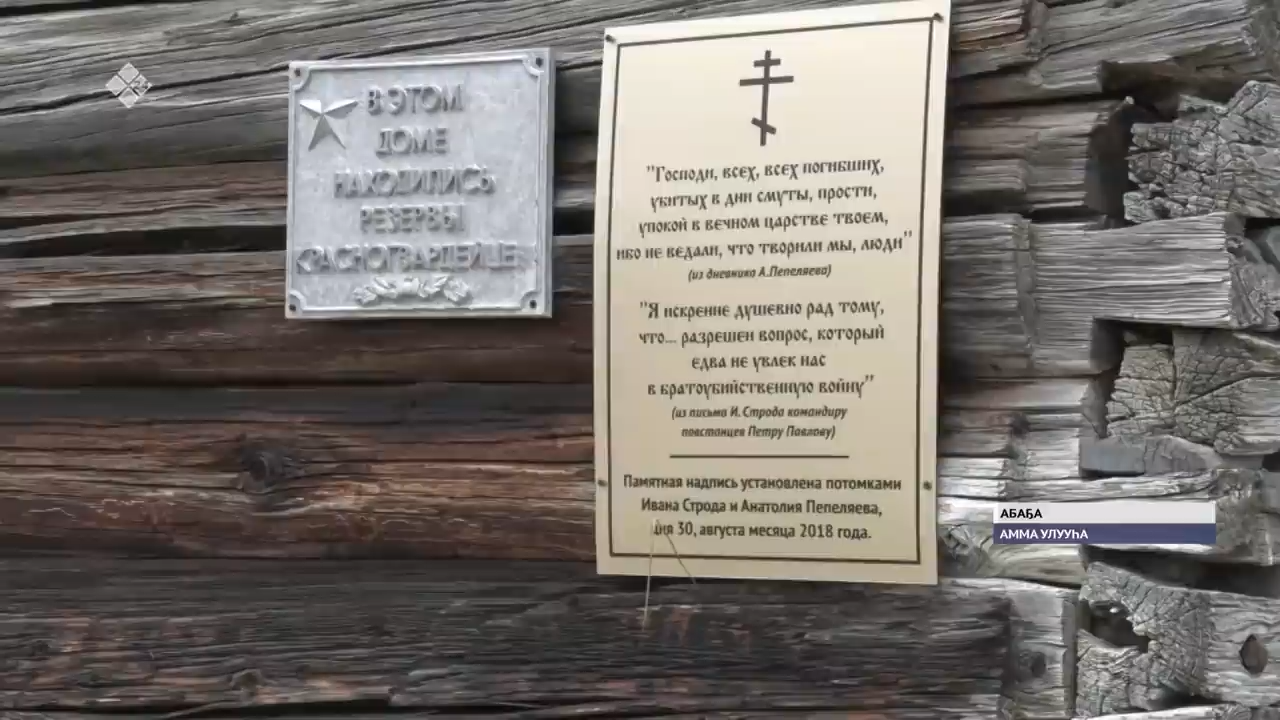 В ЭТОМ
ДОМЕ
НАХОДИЛИСЬ
РЕЗЕРВЫ
КРАСНОГВАРДЕЙЦЕ
"Господи, всех, всех погибших,
убитых в дни смуты, прости,
упокой в вечном царстве твоем,
ибо не ведали, что творили мы, люди"
(из дневника А.Пепеляева)
"Я искренне душевно рад тому,
что... разрешен вопрос, который
едва не увлек нас
в братоубийственную войну"
(из письма И. Строда командиру
повстанцев Петру Павлову)
Памятная надпись установлена потомками
Ивана Строда и Анатолия Пепеляева,
дня 30, августа месяца 2018 года.
АБАҔА
АММА УЛУУҺА